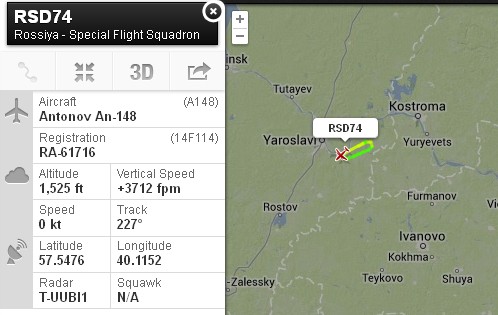 RSD74
Rossiya - Special Flight Squadron
3D
Aircraft (A148)
Antonov An-148
Registration (14F114)
RA-61716
Altitude Vertical Speed
1,525 ft +3712 fpm
Speed Track
0 kt 227°
Latitude Longitude
57.5476 40.1152
Radar Squawk
T-UUBI1 N/A
+
-
insk
Tutayev
Kostroma
RSD74
Yaroslavl
Yuryevets
Rostov
Furmanov
Ivanovo
Kokhma
-Zalessky
Teykovo
Shuya